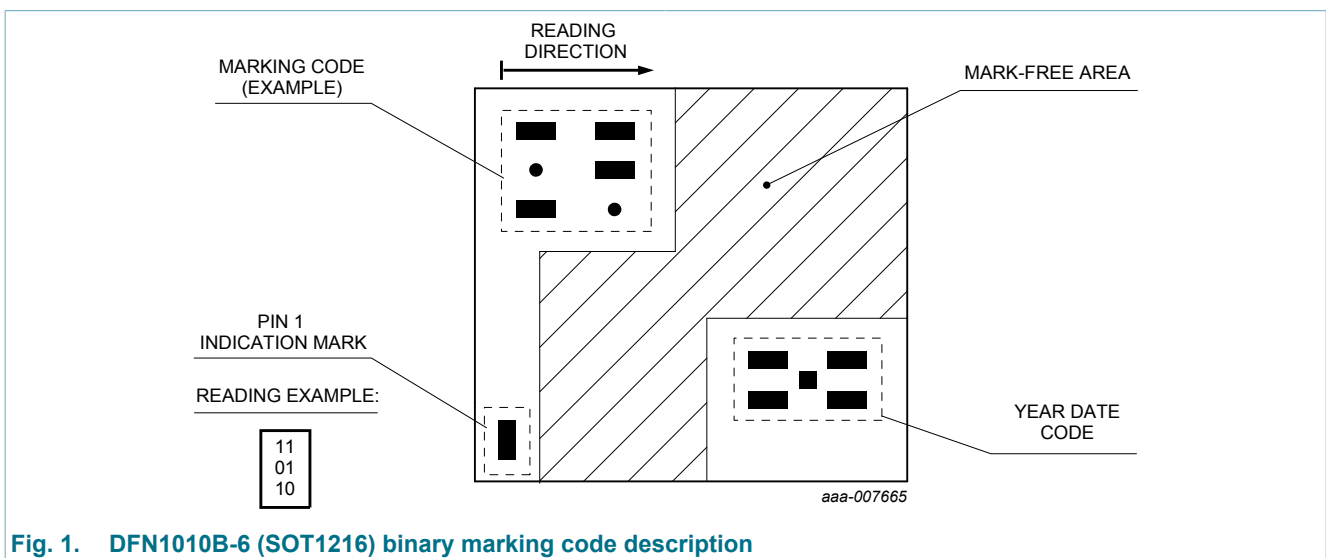 READING
DIRECTION
MARKING CODE
(EXAMPLE)
MARK-FREE AREA
PIN 1
INDICATION MARK
READING EXAMPLE:
11
01
10
YEAR DATE
CODE
aaa-007665
Fig. 1. DFN1010B-6 (SOT1216) binary marking code description